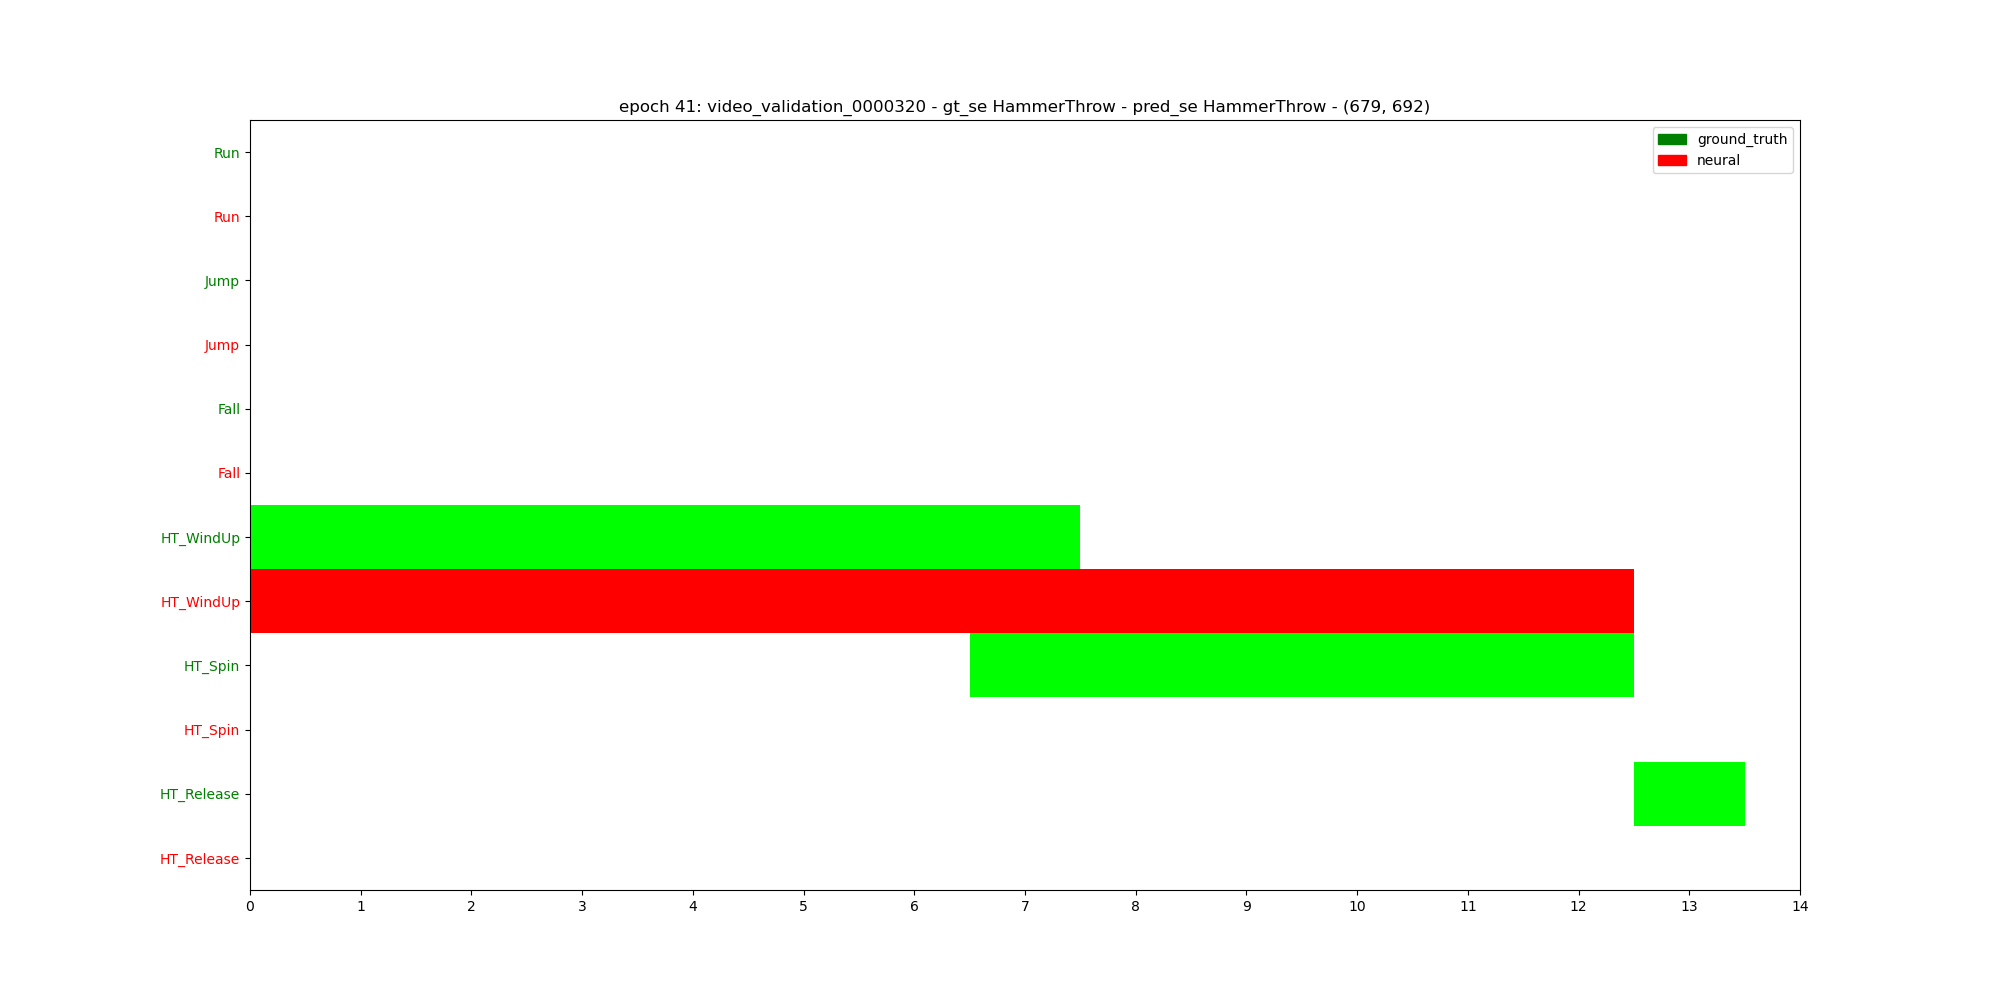 epoch 41: video_validation_0000320 - gt_se HammerThrow - pred_se HammerThrow - (679, 692)
ground_truth
neural
Run
Run
Jump
Jump
Fall
Fall
HT_WindUp
HT_WindUp
HT_Spin
HT_Spin
HT_Release
HT_Release
0 1 2 3 4 5 6 7 8 9 10 11 12 13 14